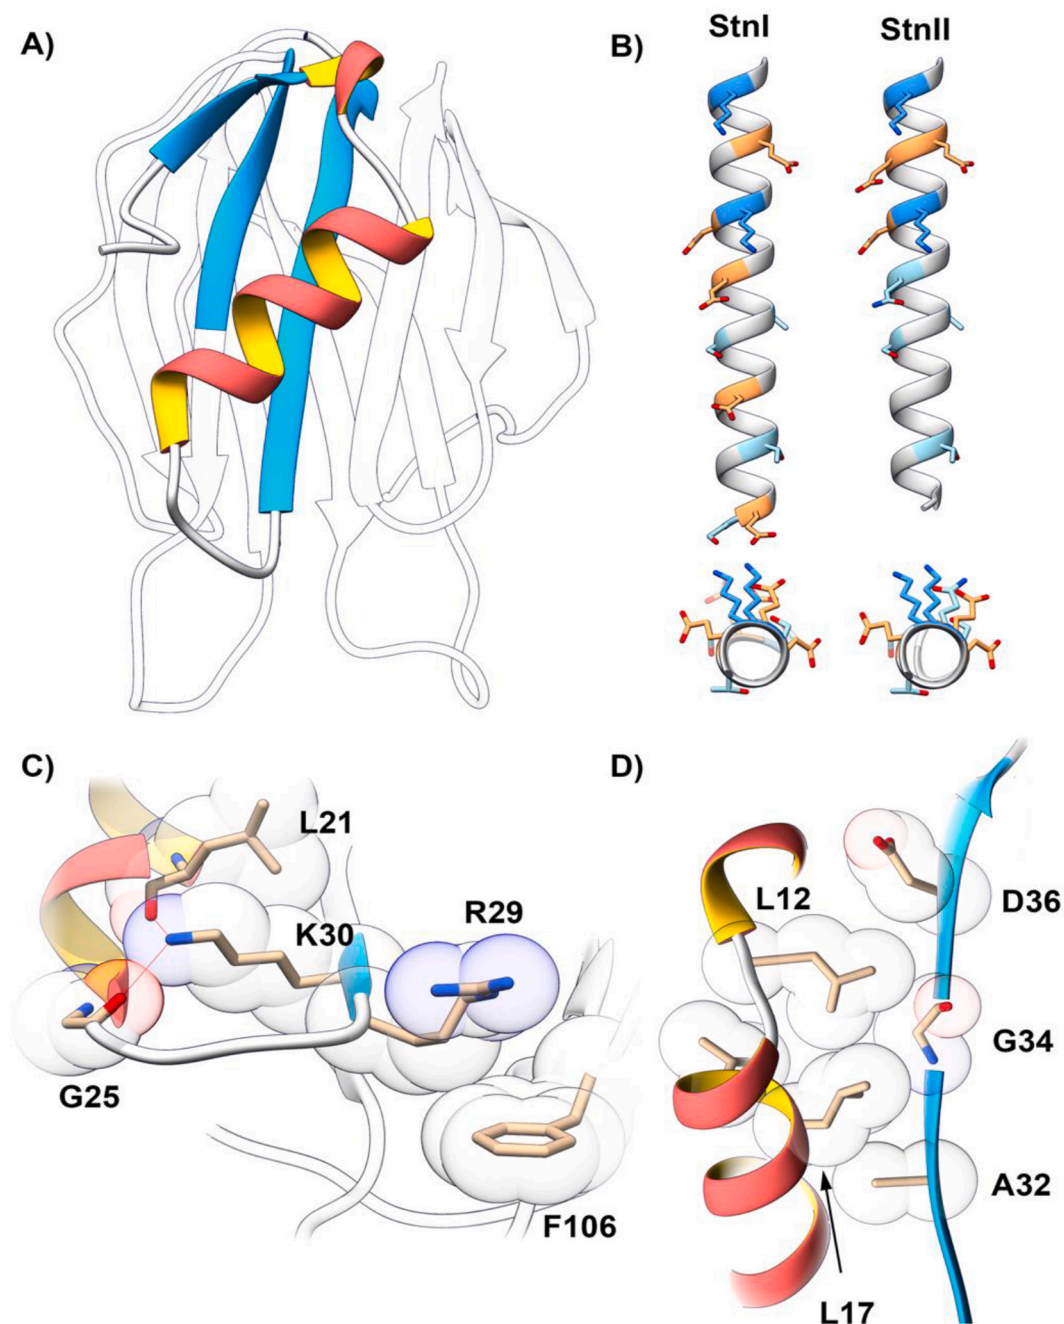 A)
B)
StnI
StnII
C)
L21
K30
R29
G25
F106
D)
L12
D36
G34
A32
L17